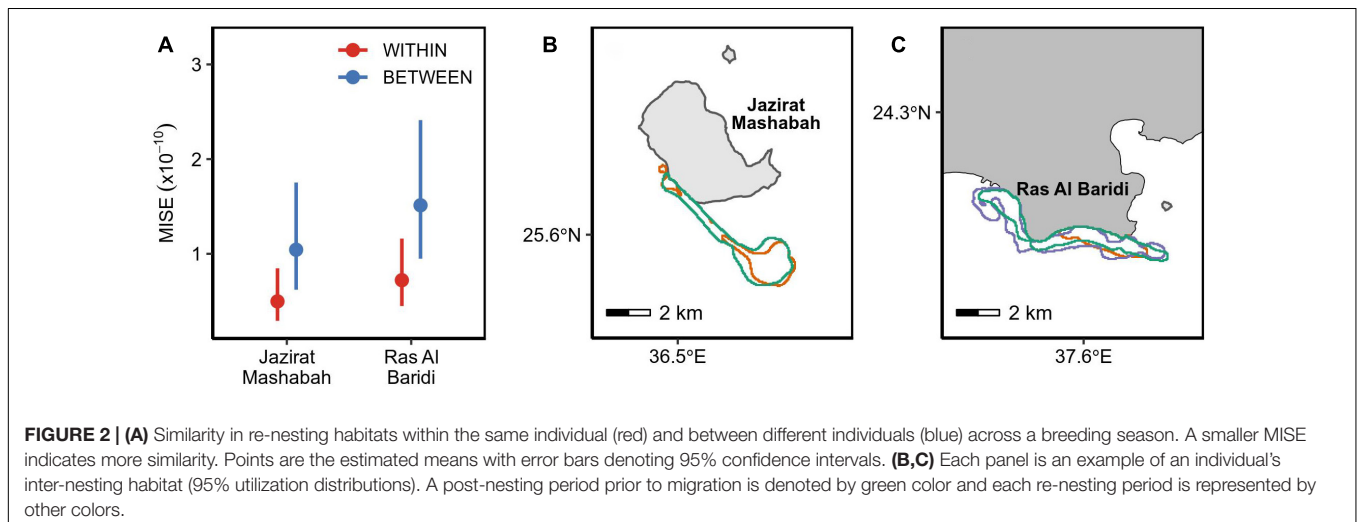 A
3
2
1
MISE (x10⁻¹⁰)
WITHIN
BETWEEN
Jazirat
Mashabah
Ras Al
Baridi
B
Jazirat
Mashabah
25.6°N
2 km
36.5°E
C
24.3°N
Ras Al Baridi
2 km
37.6°E
FIGURE 2 | (A) Similarity in re-nesting habitats within the same individual (red) and between different individuals (blue) across a breeding season. A smaller MISE
indicates more similarity. Points are the estimated means with error bars denoting 95% confidence intervals. (B,C) Each panel is an example of an individual's
inter-nesting habitat (95% utilization distributions). A post-nesting period prior to migration is denoted by green color and each re-nesting period is represented by
other colors.